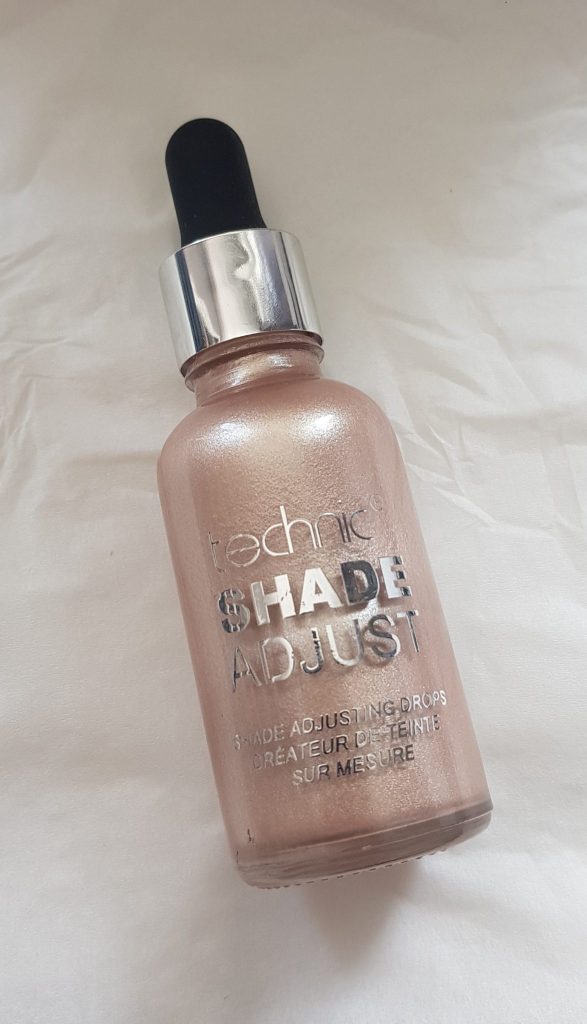 technic©
SHADE
ADJUST
SHADE ADJUSTING DROPS
CRÉATEUR DE TEINTE
SUR MESURE